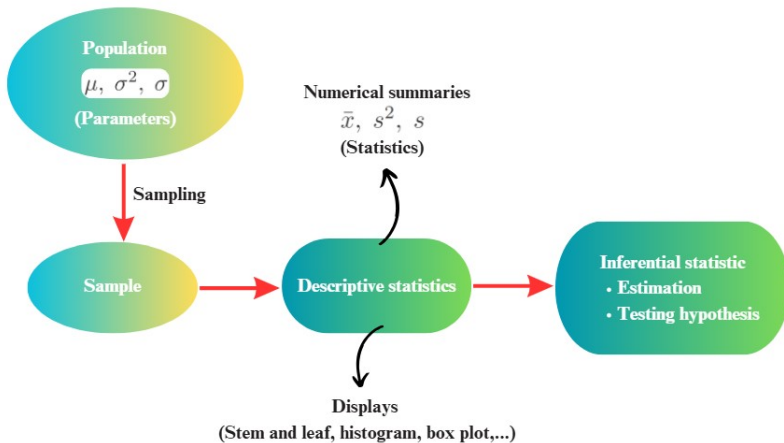 Population
μ, σ², σ
(Parameters)
Sampling
Sample
Numerical summaries
x̄, s², s
(Statistics)
Descriptive statistics
Displays
(Stem and leaf, histogram, box plot,...)
Inferential statistic
• Estimation
• Testing hypothesis